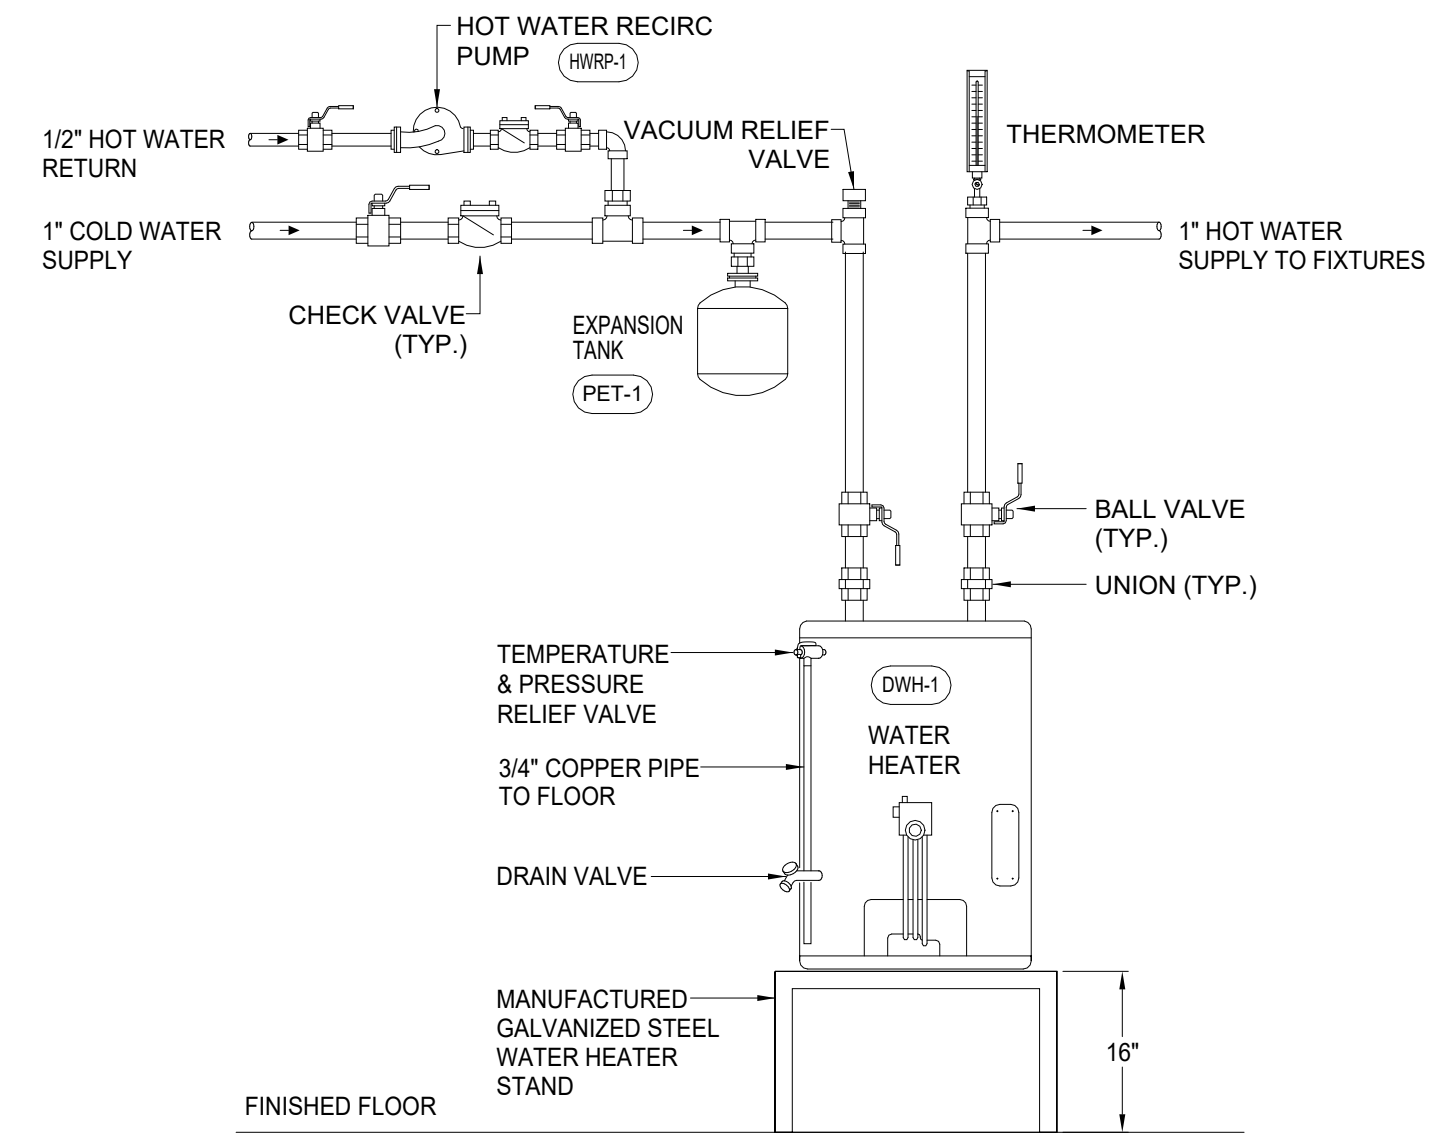 HOT WATER RECIRC
PUMP
HWRP-1
1/2" HOT WATER
RETURN
VACUUM RELIEF
VALVE
THERMOMETER
1" COLD WATER
SUPPLY
1" HOT WATER
SUPPLY TO FIXTURES
CHECK VALVE
(TYP.)
EXPANSION
TANK
PET-1
BALL VALVE
(TYP.)
UNION (TYP.)
TEMPERATURE
& PRESSURE
RELIEF VALVE
DWH-1
WATER
HEATER
3/4" COPPER PIPE
TO FLOOR
DRAIN VALVE
MANUFACTURED
GALVANIZED STEEL
WATER HEATER
STAND
16"
FINISHED FLOOR